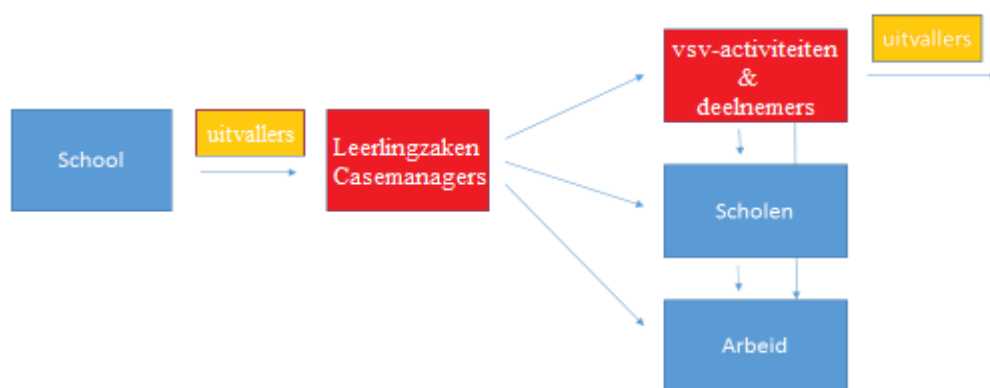 School
uitvallers
Leerlingzaken
Casemanagers
vsv-activiteiten
&
deelnemers
uitvallers
Scholen
Arbeid